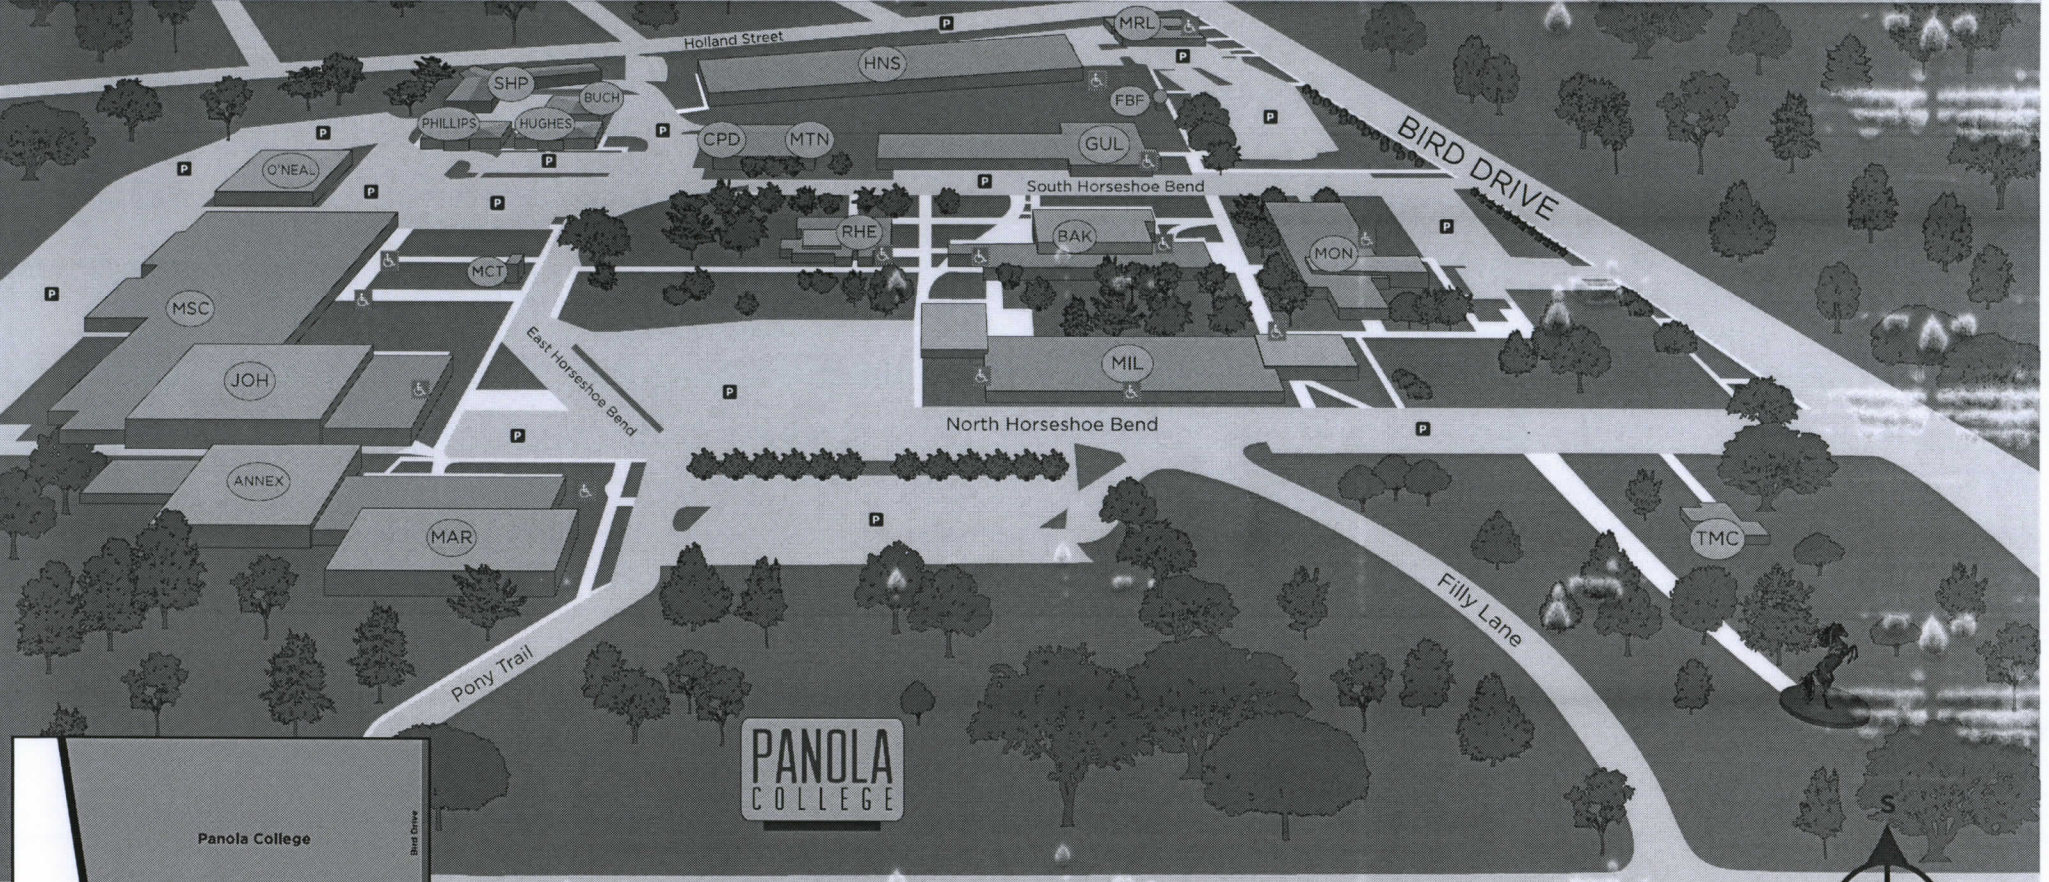 MRL
P
Holland Street
HNS
P
SHP
BUCH
FBF
P
PHILLIPS
HUGHES
P
P
CPD
MTN
GUL
BIRD DRIVE
P
P
O'NEAL
P
P
P
South Horseshoe Bend
P
RHE
BAK
MON
P
MCT
P
MSC
East Horseshoe Bend
JOH
P
MIL
P
North Horseshoe Bend
P
ANNEX
MAR
P
TMC
Filly Lane
Pony Trail
PANOLA
COLLEGE
S
Panola College
Bird Drive